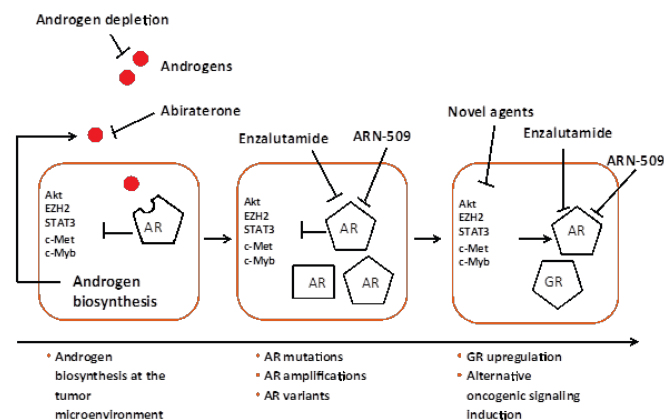 Androgen depletion
Androgens
Abiraterone
Akt
EZH2
STAT3
c-Met
c-Myb
AR
Androgen
biosynthesis
Enzalutamide
ARN-509
Akt
EZH2
STAT3
c-Met
c-Myb
AR
AR
AR
Novel agents
Enzalutamide
ARN-509
Akt
EZH2
STAT3
c-Met
c-Myb
AR
GR
• Androgen
biosynthesis at the
tumor
microenvironment
• AR mutations
• AR amplifications
• AR variants
• GR upregulation
• Alternative
oncogenic signaling
induction